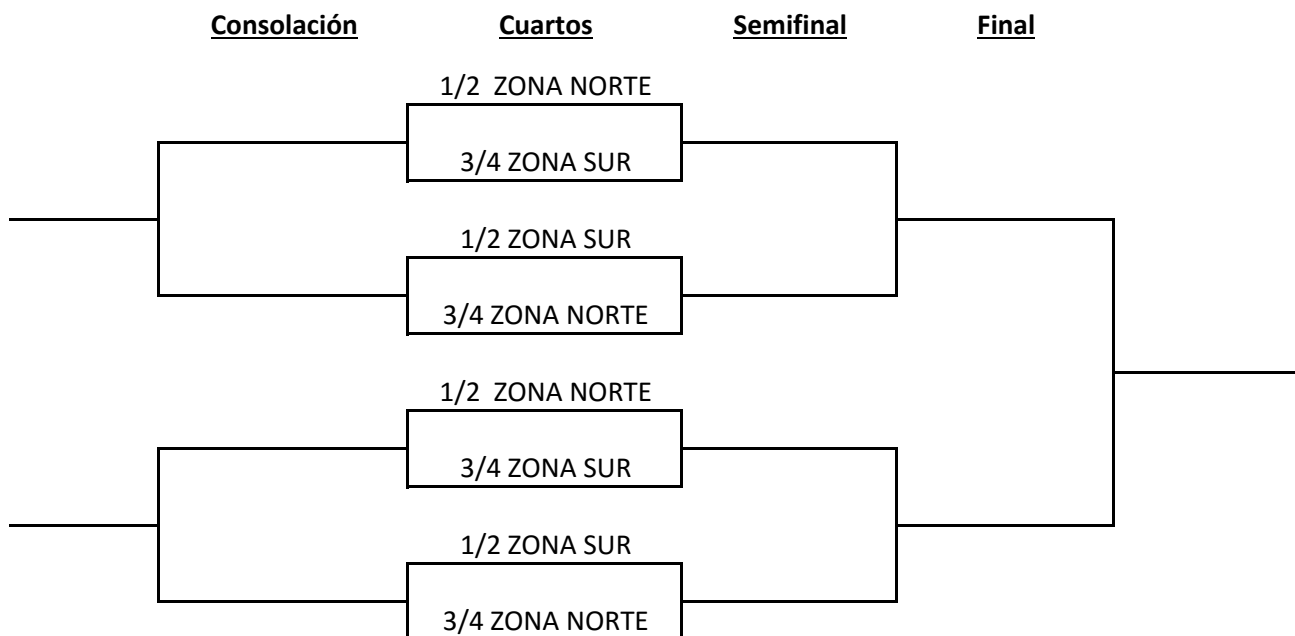 Consolación Cuartos Semifinal Final
1/2  ZONA NORTE
3/4 ZONA SUR
1/2 ZONA SUR
3/4 ZONA NORTE
1/2  ZONA NORTE
3/4 ZONA SUR
1/2 ZONA SUR
3/4 ZONA NORTE